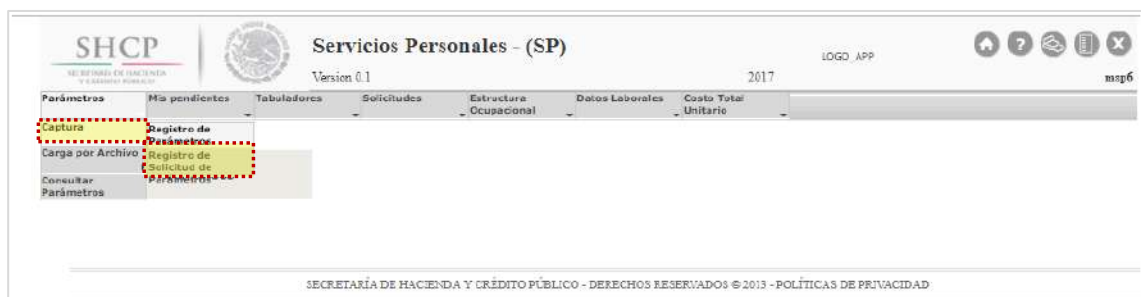 SHCP
SECRETARÍA DE HACIENDA
Y CRÉDITO PÚBLICO
Servicios Personales - (SP)
Version 0.1
LOGO_APP
2017
msp6
Parámetros
Mis pendientes
Tabuladores
Solicitudes
Estructura
Ocupacional
Datos Laborales
Costo Total
Unitario
Captura
Registro de
Parámetros
Carga por Archivo
Registro de
Solicitud de
Parámetros
Consultar
Parámetros
SECRETARÍA DE HACIENDA Y CRÉDITO PÚBLICO - DERECHOS RESERVADOS © 2013 - POLÍTICAS DE PRIVACIDAD